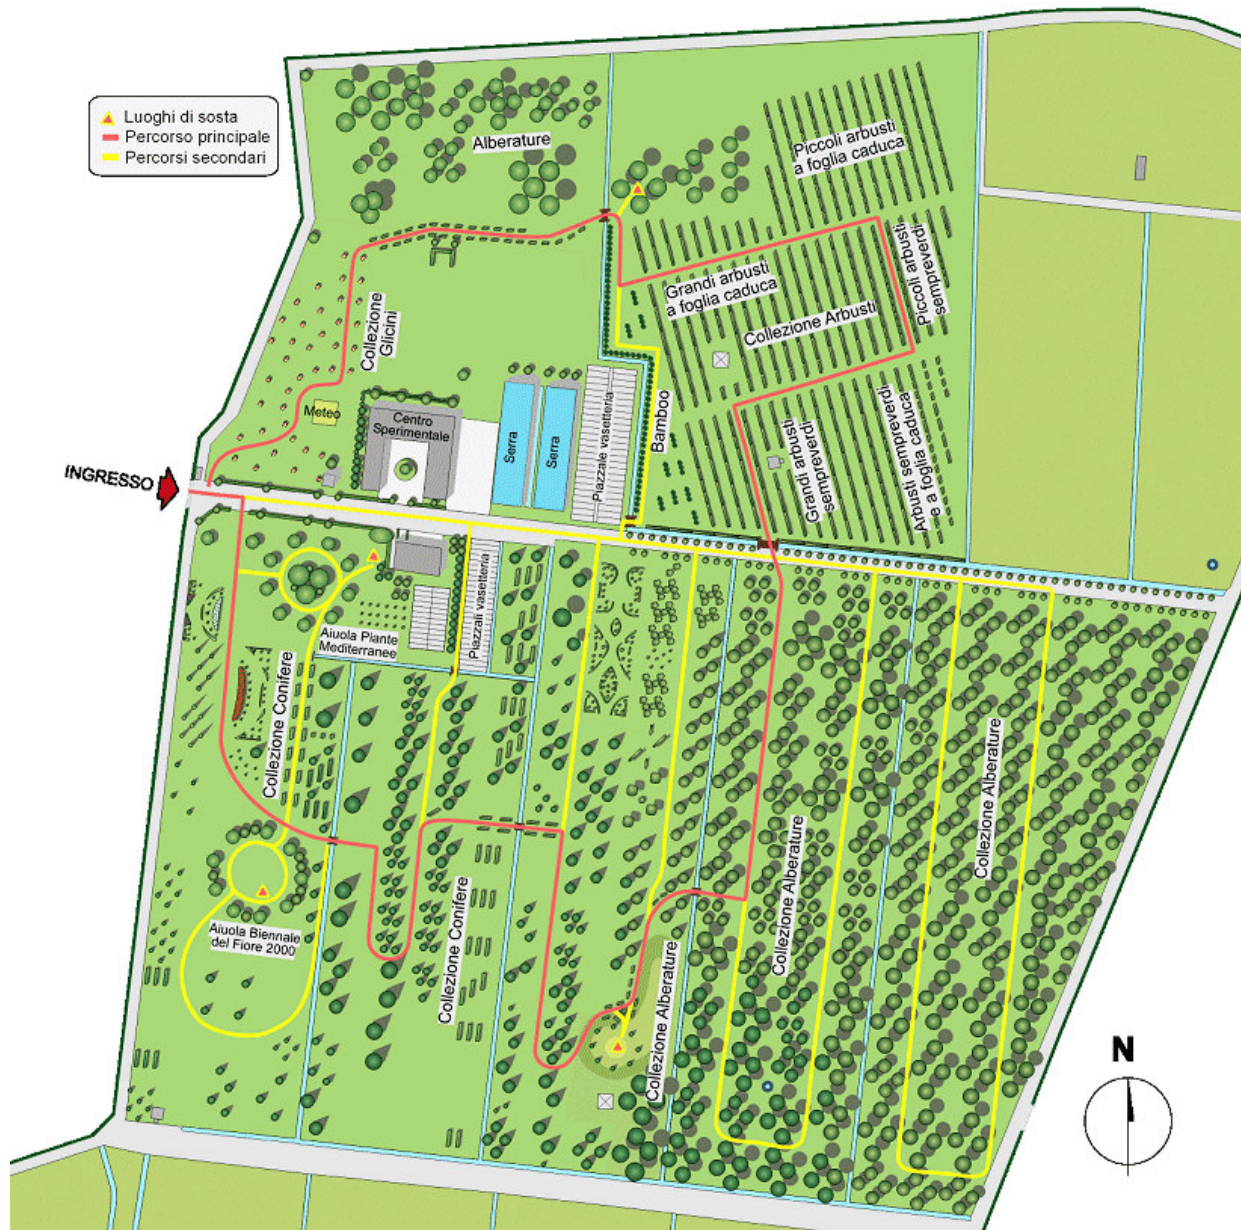 Luoghi di sosta
Percorso principale
Percorsi secondari
Alberature
Piccoli arbusti
a foglia caduca
Piccoli arbusti
sempreverdi
Grandi arbusti
a foglia caduca
Collezione Arbusti
Collezione
Glicini
Meteo
Centro
Sperimentale
Serra
Serra
Piazzale vasetteria
Bamboo
Grandi arbusti
sempreverdi
Arbusti sempreverdi
e a foglia caduca
INGRESSO
Piazzali vasetteria
Aiuola Piante
Mediterranee
Collezione Conifere
Collezione Alberature
Collezione Alberature
Collezione Conifere
Aiuola Biennale
del Fiore 2000
Collezione Alberature
N